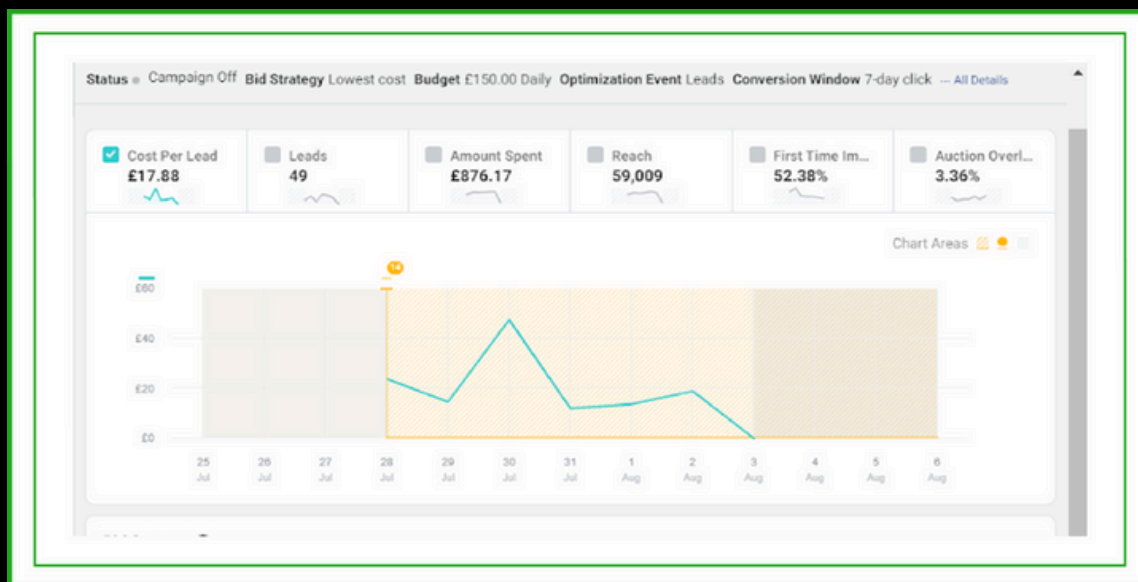 Status Campaign Off Bid Strategy Lowest cost Budget £150.00 Daily Optimization Event Leads Conversion Window 7-day click ... All Details
Cost Per Lead Leads Amount Spent Reach First Time Im... Auction Overl...
£17.88 49 £876.17 59,009 52.38% 3.36%
Chart Areas
14
£60
£40
£20
£0
25 26 27 28 29 30 31 1 2 3 4 5 6
Jul Jul Jul Jul Jul Jul Jul Aug Aug Aug Aug Aug Aug